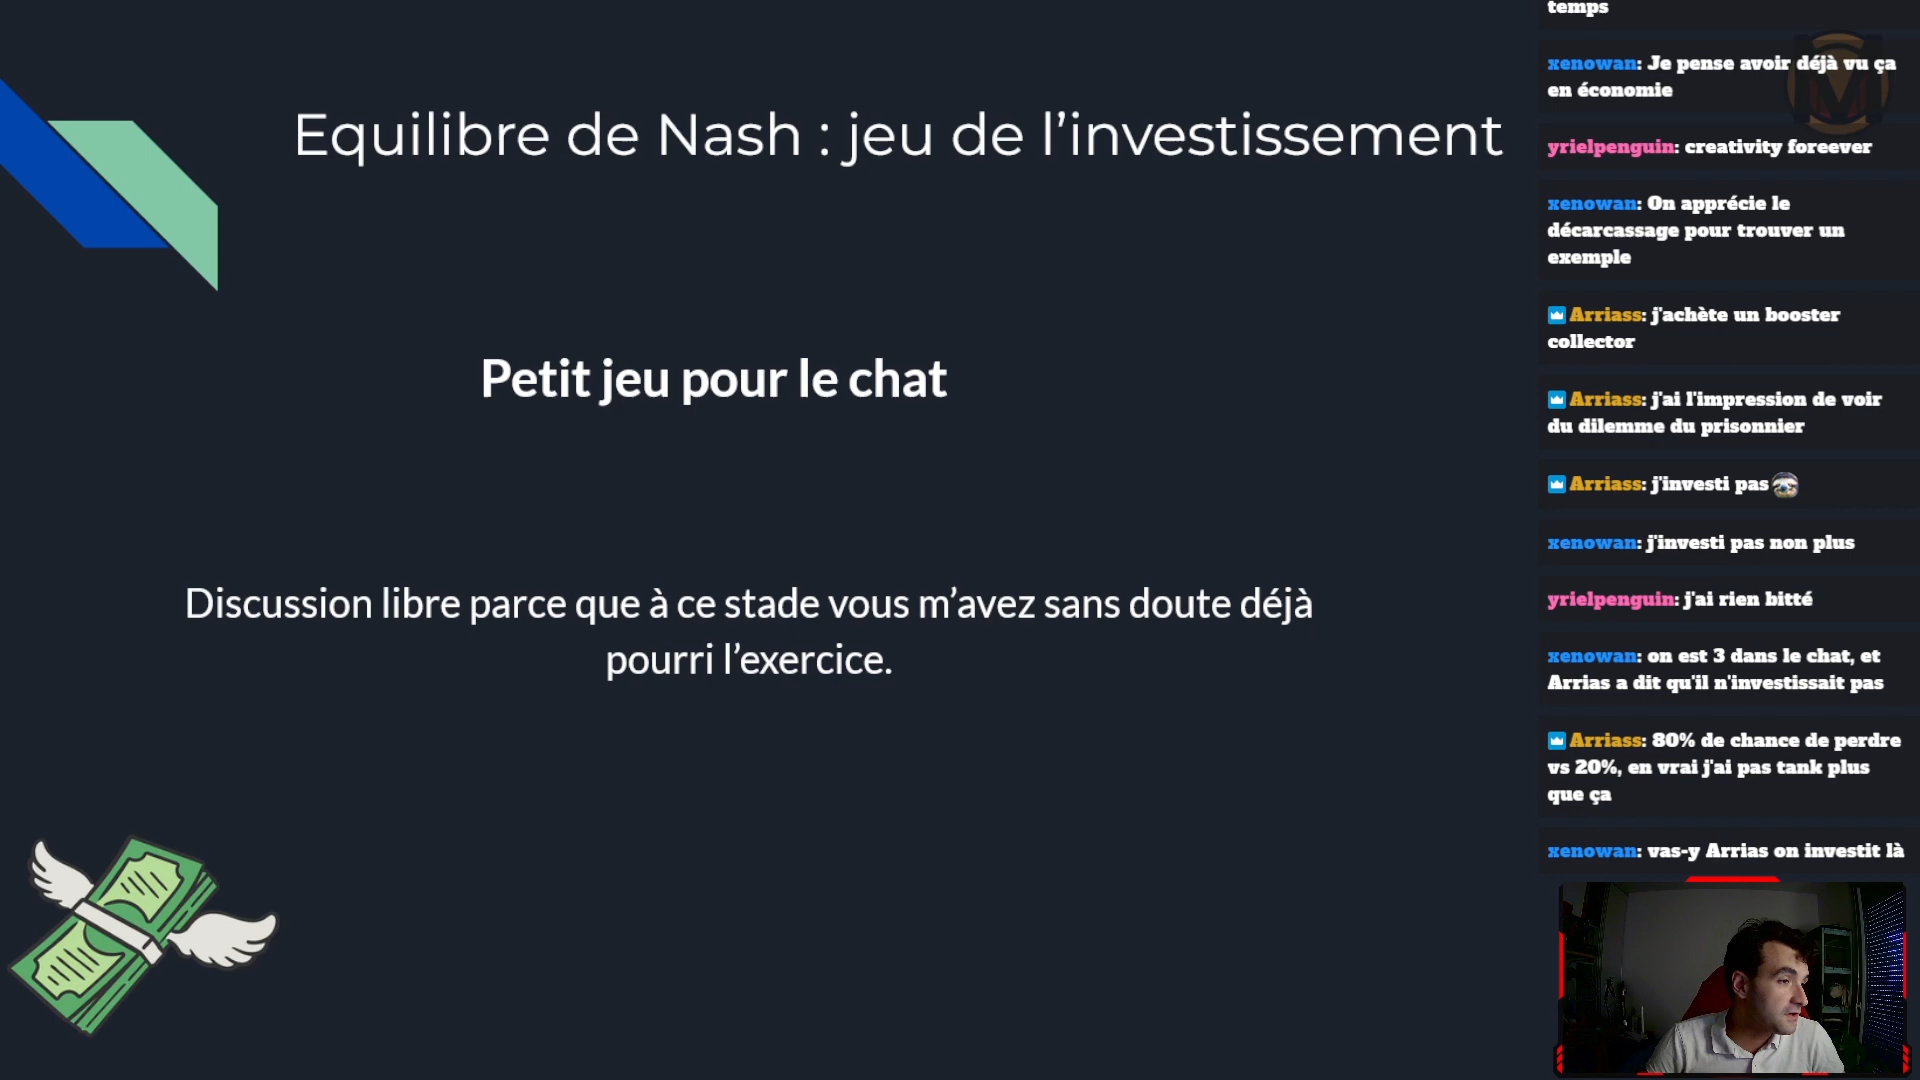 Equilibre de Nash : jeu de l’investissement
Petit jeu pour le chat
Discussion libre parce que à ce stade vous m’avez sans doute déjà
pourri l’exercice.
temps
xenowan: Je pense avoir déjà vu ça
en économie
yrielpenguin: creativity foreever
xenowan: On apprécie le
décarcassage pour trouver un
exemple
Arriass: j'achète un booster
collector
Arriass: j'ai l'impression de voir
du dilemme du prisonnier
Arriass: j'investi pas
xenowan: j'investi pas non plus
yrielpenguin: j'ai rien bitté
xenowan: on est 3 dans le chat, et
Arrias a dit qu'il n'investissait pas
Arriass: 80% de chance de perdre
vs 20%, en vrai j'ai pas tank plus
que ça
xenowan: vas-y Arrias on investit là